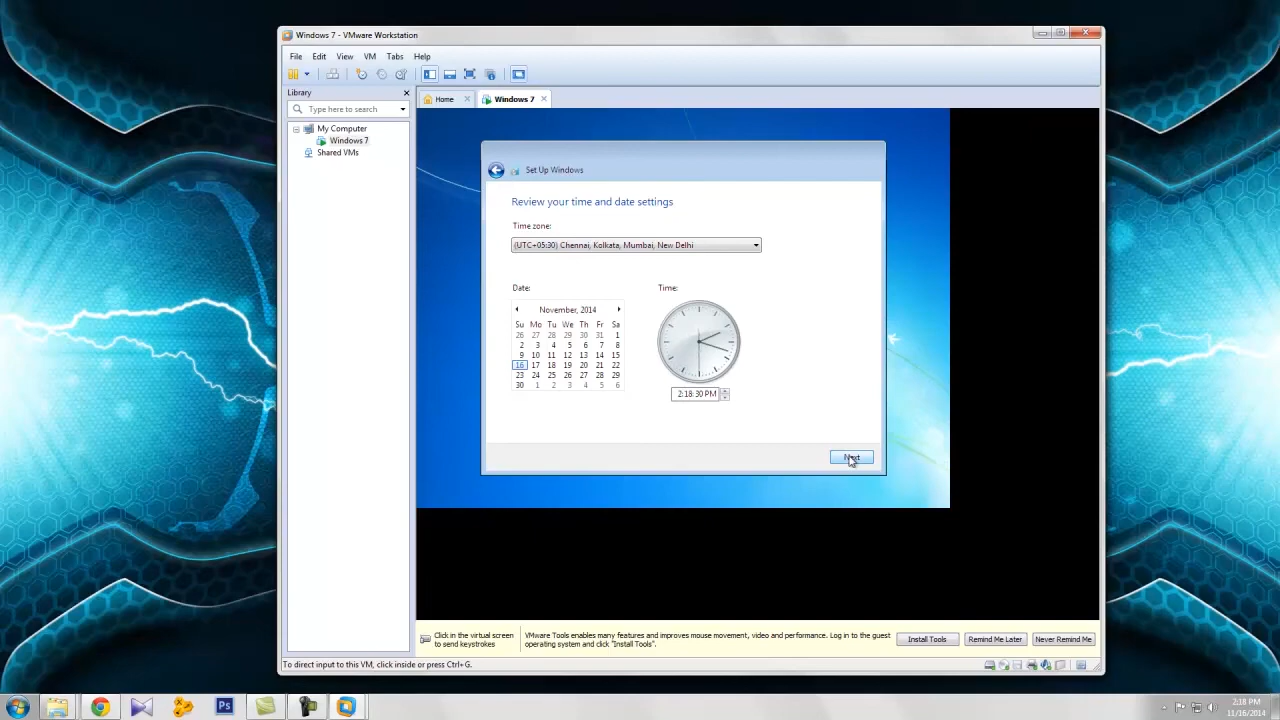 Windows 7 - VMware Workstation
File Edit View VM Tabs Help
Library
Type here to search
Home
Windows 7
My Computer
Windows 7
Shared VMs
Set Up Windows
Review your time and date settings
Time zone:
(UTC+05:30) Chennai, Kolkata, Mumbai, New Delhi
Date: Time:
November, 2014
Su Mo Tu We Th Fr Sa
26 27 28 29 30 31 1
2 3 4 5 6 7 8
9 10 11 12 13 14 15
16 17 18 19 20 21 22
23 24 25 26 27 28 29
30 1 2 3 4 5 6
2:18:30 PM
Next
Click in the virtual screen
to send keystrokes
VMware Tools enables many features and improves mouse movement, video and performance. Log in to the guest
operating system and click "Install Tools".
Install Tools
Remind Me Later
Never Remind Me
To direct input to this VM, click inside or press Ctrl+G.
Ps
2:18 PM
11/16/2014